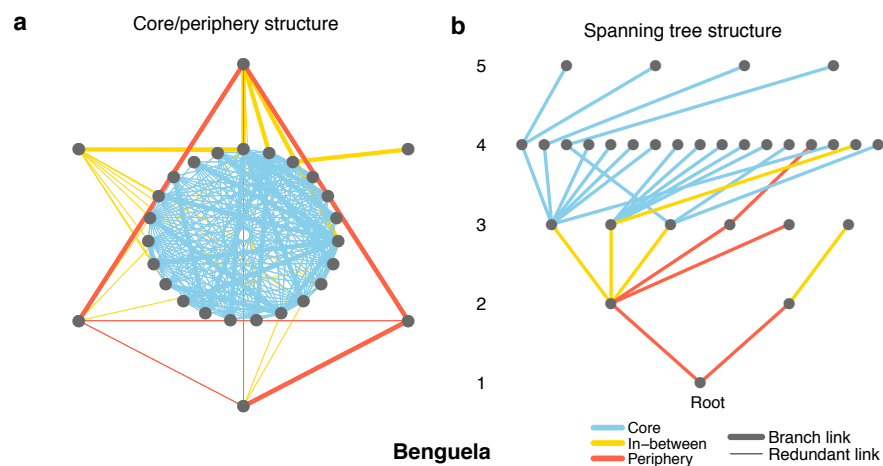 a
Core/periphery structure
b
Spanning tree structure
5
4
3
2
1
Root
Core
In−between
Periphery
Branch link
Redundant link
Benguela